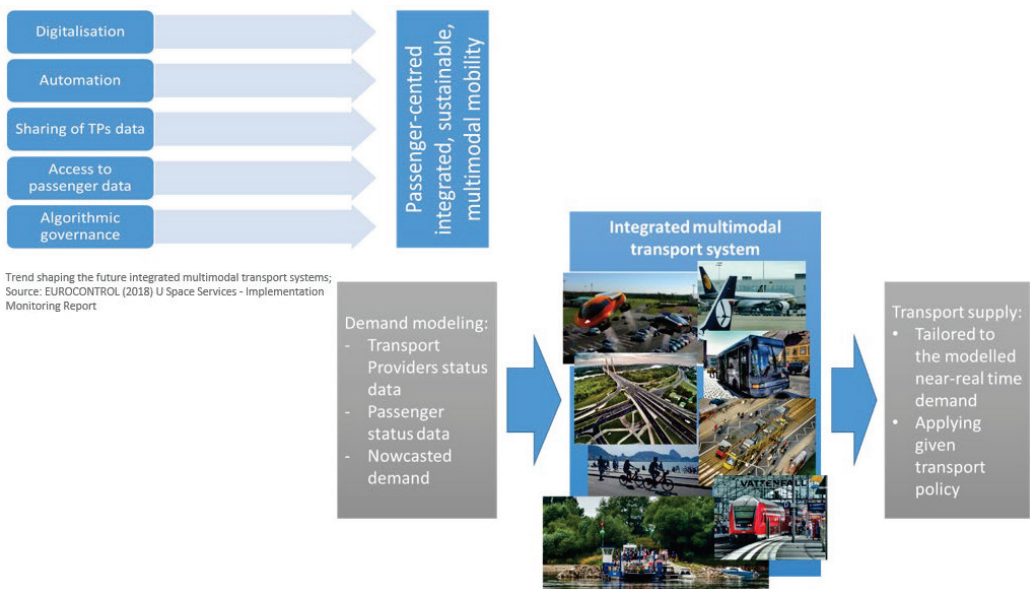 Digitalisation
Automation
Sharing of TPs data
Access to
passenger data
Algorithmic
governance
Passenger-centred
integrated, sustainable,
multimodal mobility
Trend shaping the future integrated multimodal transport systems;
Source: EUROCONTROL (2018) U Space Services - Implementation
Monitoring Report
Demand modeling:
- Transport
Providers status
data
- Passenger
status data
- Nowcasted
demand
Integrated multimodal
transport system
VATZENFALL
Transport supply:
• Tailored to
the modelled
near-real time
demand
• Applying
given
transport
policy